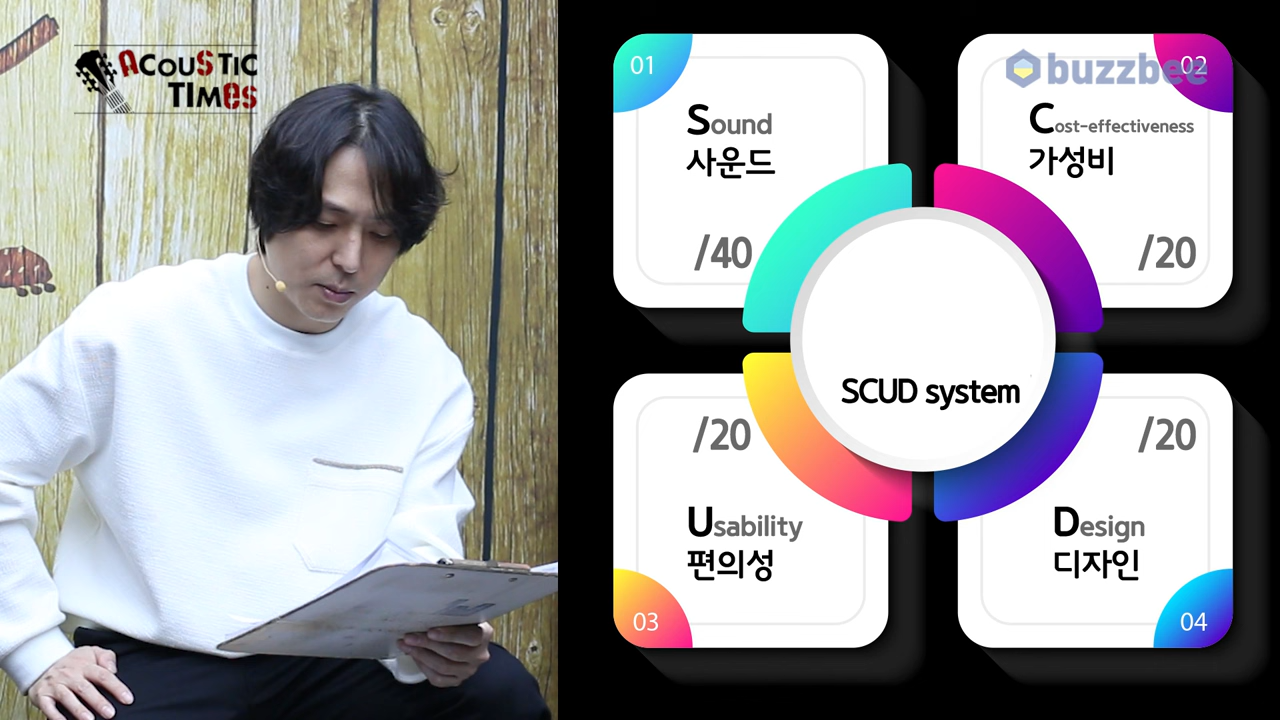 ACOUSTIC
TIMES
01
Sound
사운드
/40
02
buzzbee
Cost-effectiveness
가성비
/20
SCUD system
/20
Usability
편의성
03
/20
Design
디자인
04